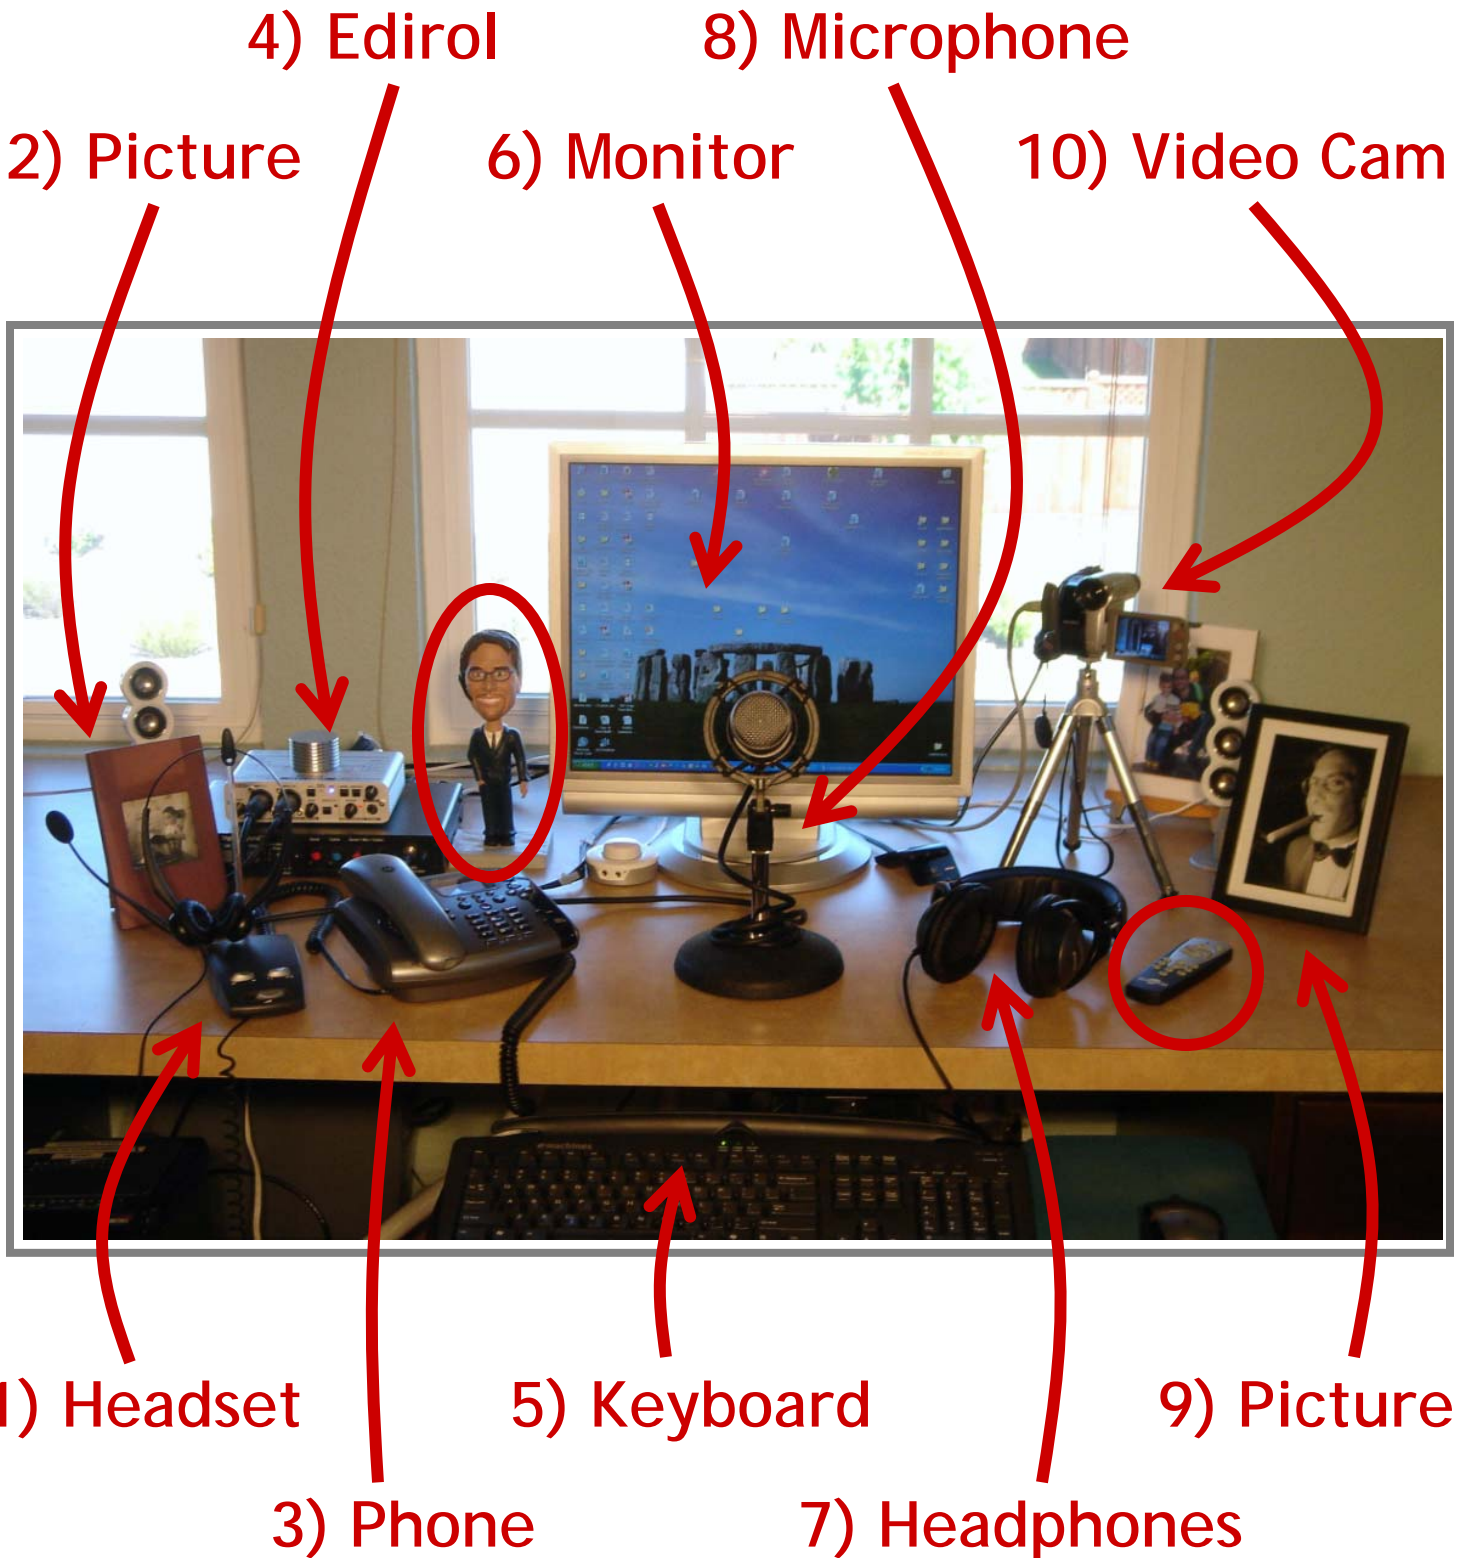 4) Edirol
8) Microphone
2) Picture
6) Monitor
10) Video Cam
1) Headset
5) Keyboard
9) Picture
3) Phone
7) Headphones